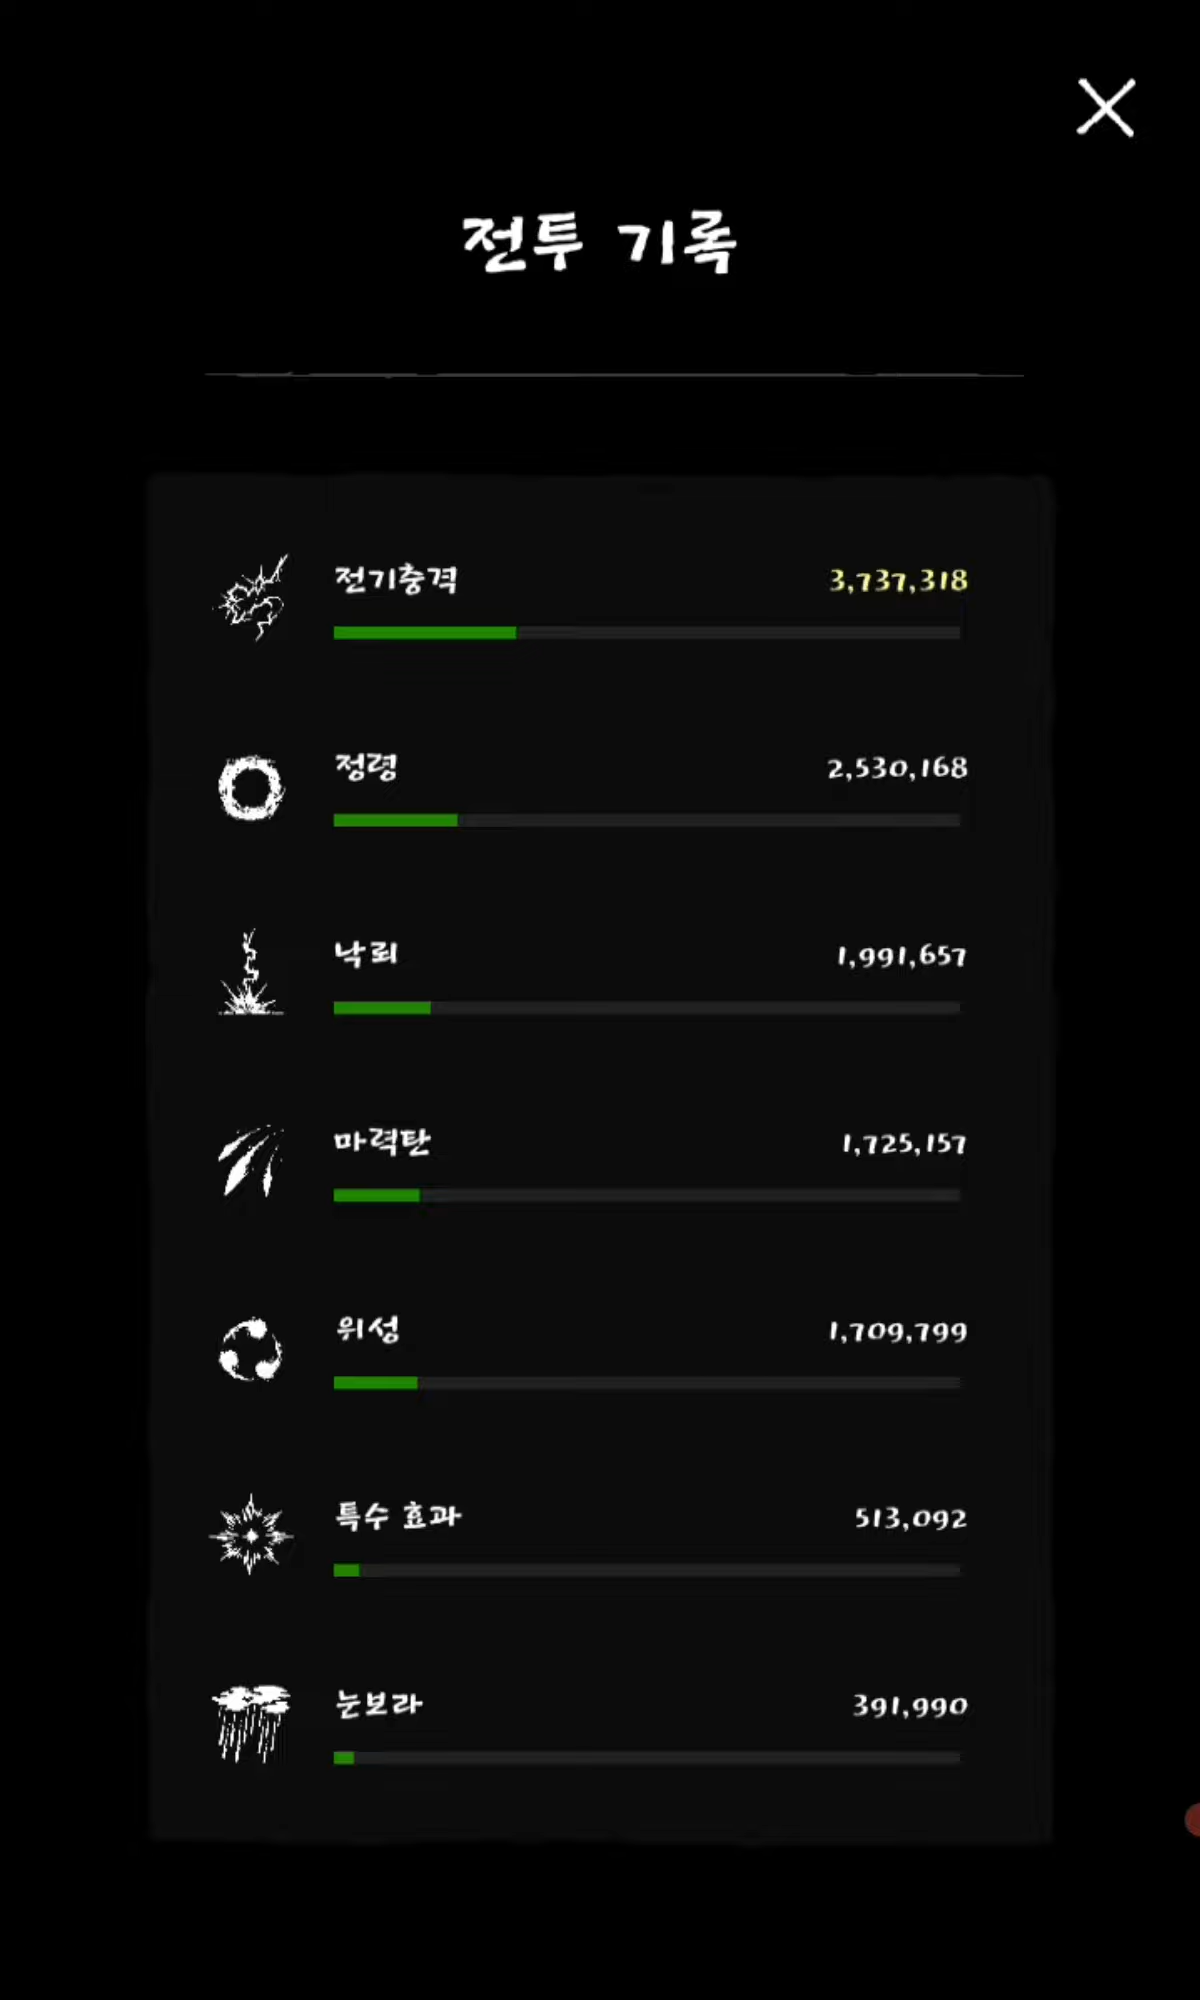 전투 기록
전기충격 3,737,318
정령 2,530,168
낙뢰 1,991,657
마력탄 1,725,157
위성 1,709,799
특수 효과 513,092
눈보라 391,990